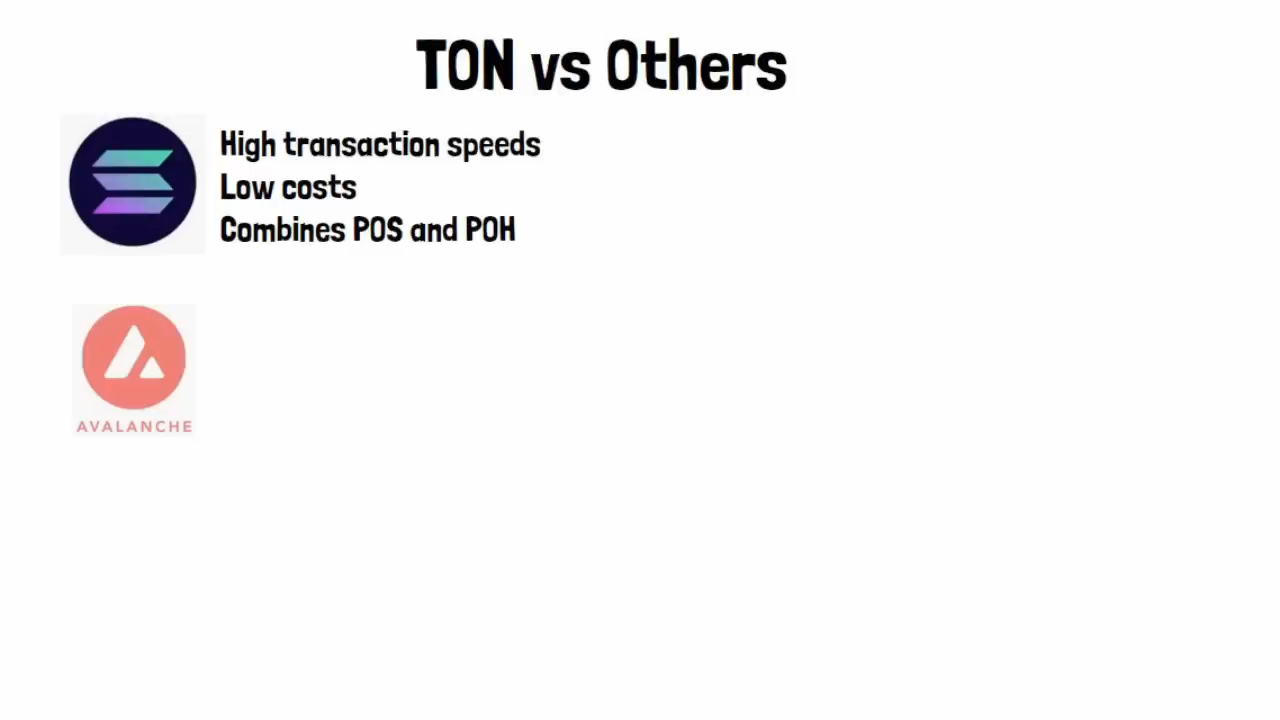 TON vs Others
High transaction speeds
Low costs
Combines POS and POH
AVALANCHE